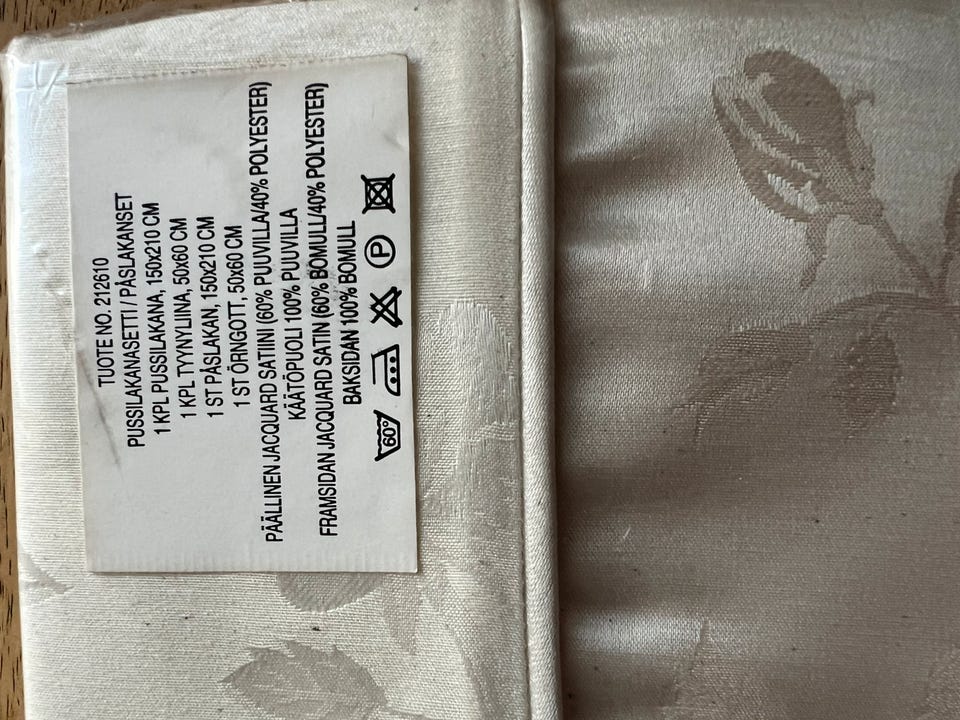 TUOTE NO. 212610
PUSSILAKANASETTI / PÅSLAKANSET
1 KPL PUSSILAKANA, 150x210 CM
1 KPL TYYNYLIINA, 50x60 CM
1 ST PÅSLAKAN, 150x210 CM
1 ST ÖRNGOTT, 50x60 CM
PÄÄLLINEN JACQUARD SATIINI (60% PUUVILLA/40% POLYESTER)
KÄÄTÖPUOLI 100% PUUVILLA
FRAMSIDAN JACQUARD SATIN (60% BOMULL/40% POLYESTER)
BAKSIDAN 100% BOMULL
60° P